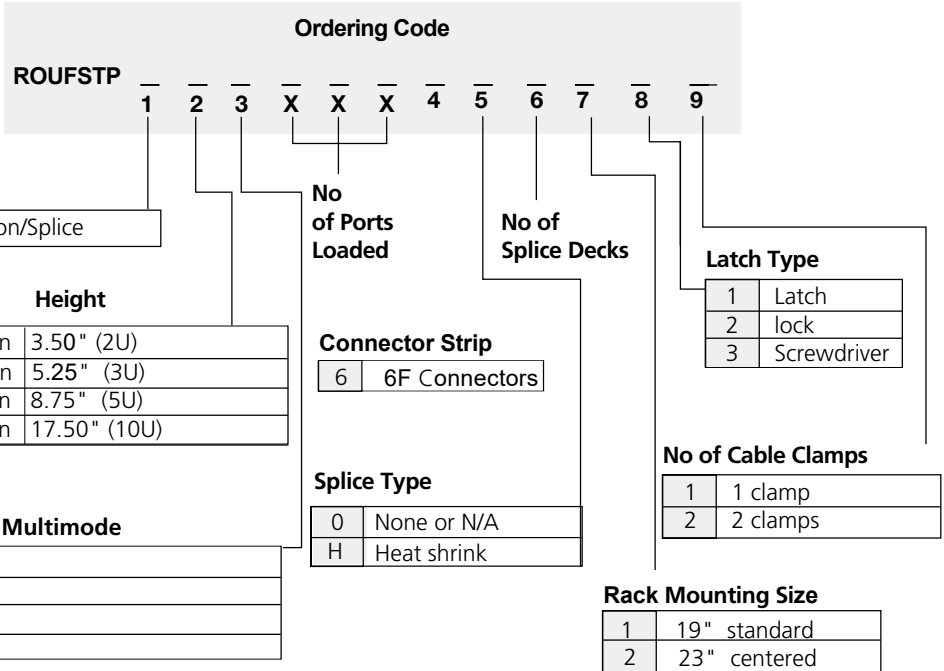 Ordering Code
ROUFSTP
1 2 3 X X X 4 5 6 7 8 9
No
of Ports
Loaded
No of
Splice Decks
on/Splice
Latch Type
1 Latch
2 lock
3 Screwdriver
Height
n 3.50" (2U)
n 5.25" (3U)
n 8.75" (5U)
n 17.50" (10U)
Connector Strip
6 6F Connectors
No of Cable Clamps
1 1 clamp
2 2 clamps
Splice Type
0 None or N/A
H Heat shrink
Multimode
Rack Mounting Size
1 19" standard
2 23" centered